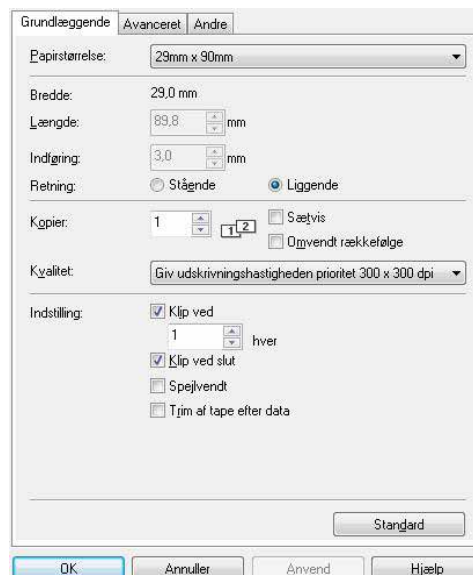 Grundlæggende Avanceret Andre
Papirstørrelse: 29mm x 90mm
Bredde: 29,0 mm
Længde: 89,8 mm
Indføring: 3,0 mm
Retning: Stående Liggende
Kopier: 1 1 2 Sætvis
Omvendt rækkefølge
Kvalitet: Giv udskrivningshastigheden prioritet 300 x 300 dpi
Indstilling: Klip ved
1 hver
Klip ved slut
Spejlvendt
Trim af tape efter data
Standard
OK Annuller Anvend Hjælp